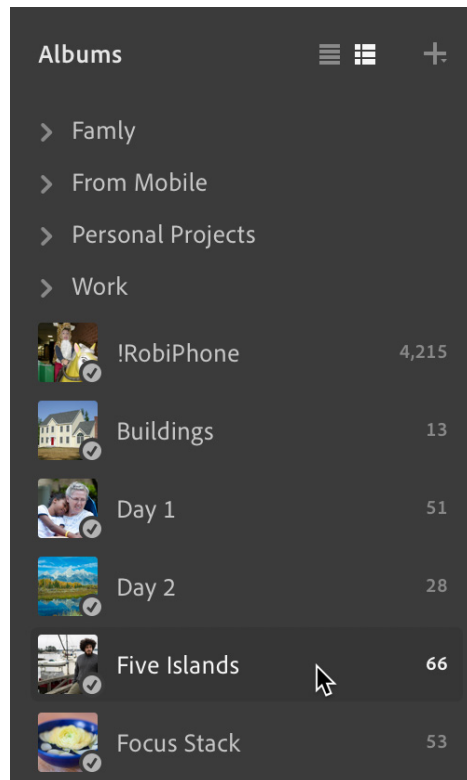 Albums
Famly
From Mobile
Personal Projects
Work
!RobiPhone 4,215
Buildings 13
Day 1 51
Day 2 28
Five Islands 66
Focus Stack 53